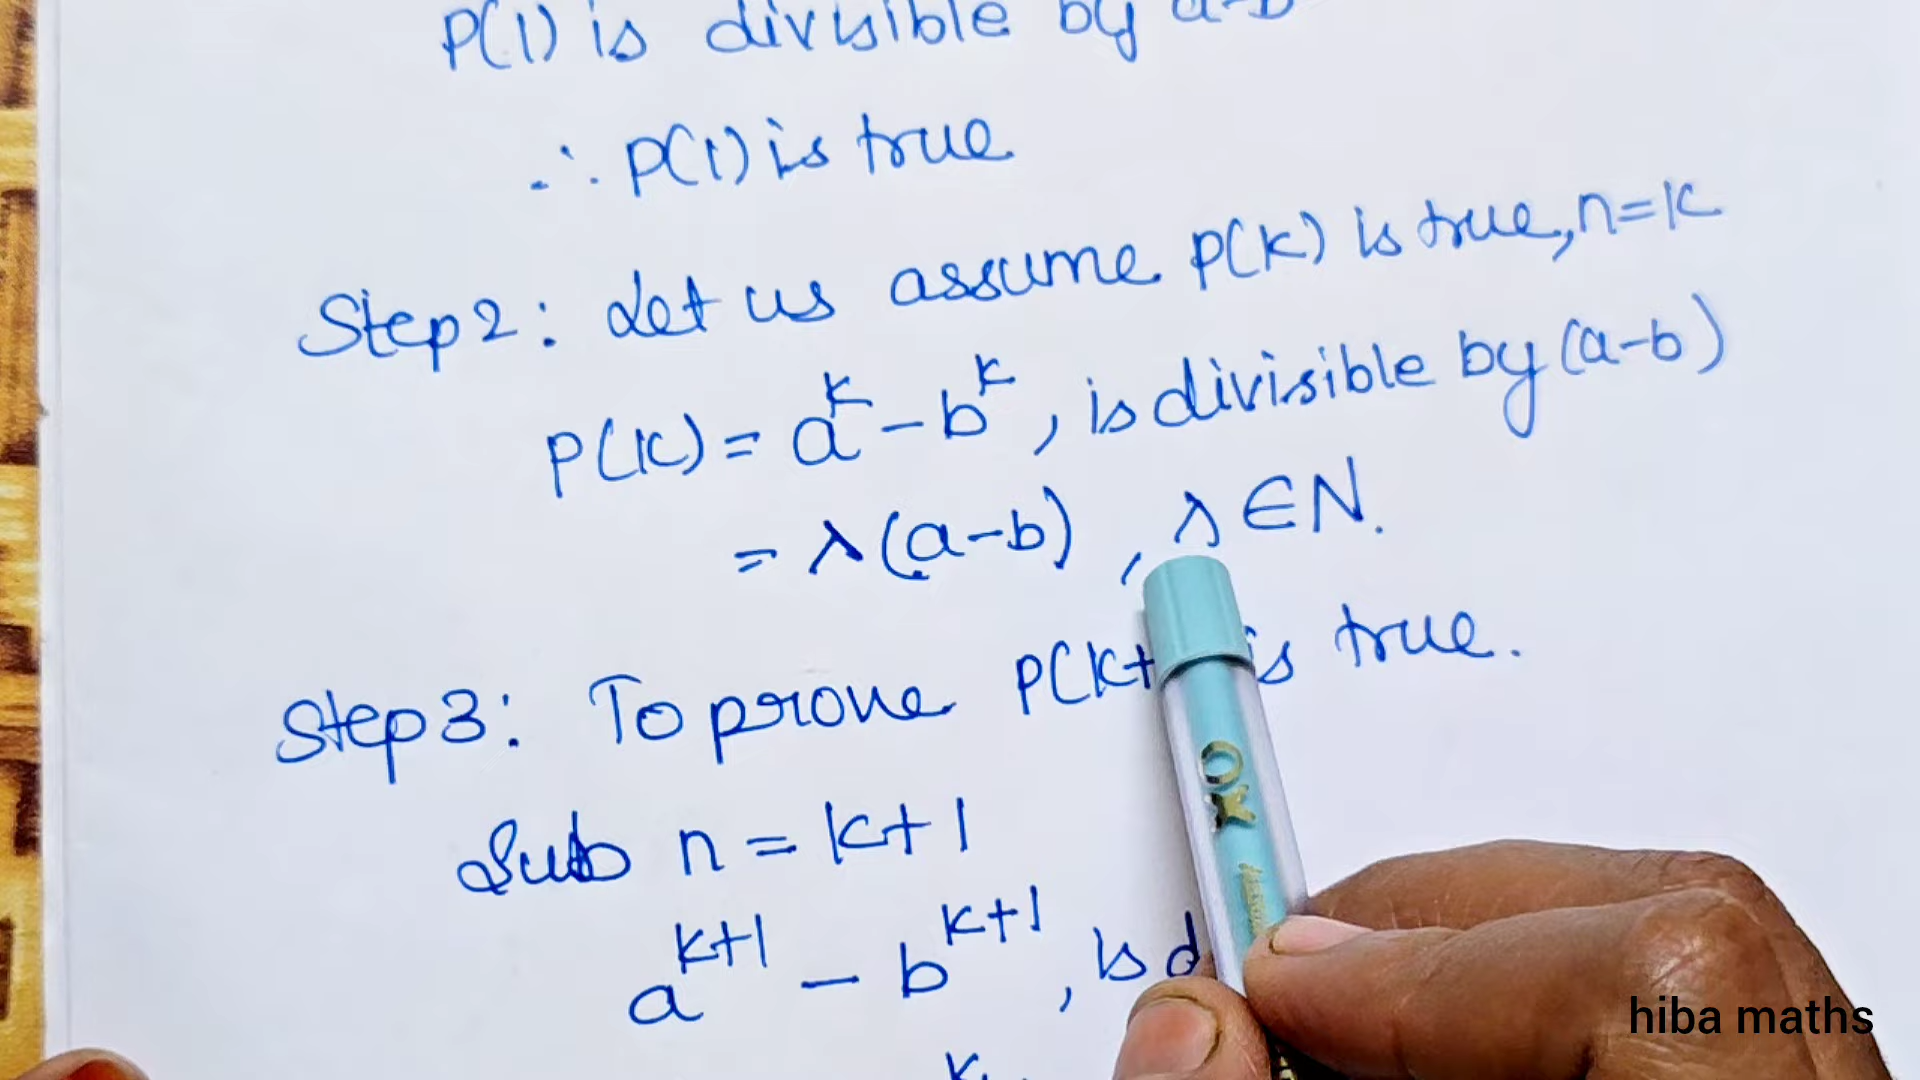 P(1) is divisible by a-b
∴ P(1) is true
Step 2: Let us assume P(k) is true, n=k
P(k) = a^k - b^k, is divisible by (a-b)
= λ(a-b), λ ∈ N.
Step 3: To prove P(k+ is true.
Sub n = k+1
a^{k+1} - b^{k+1}, is d
OX
hiba maths